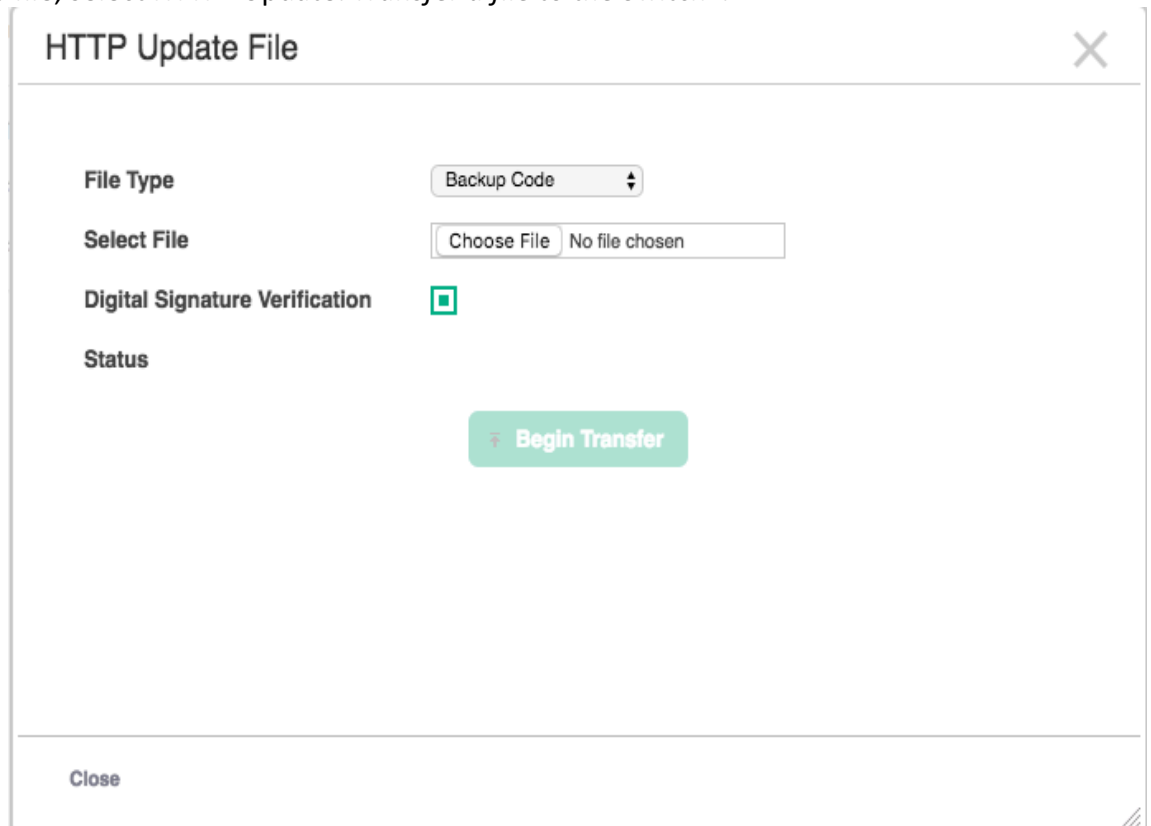 HTTP Update File
File Type
Backup Code
Select File
Choose File No file chosen
Digital Signature Verification
Status
Begin Transfer
Close